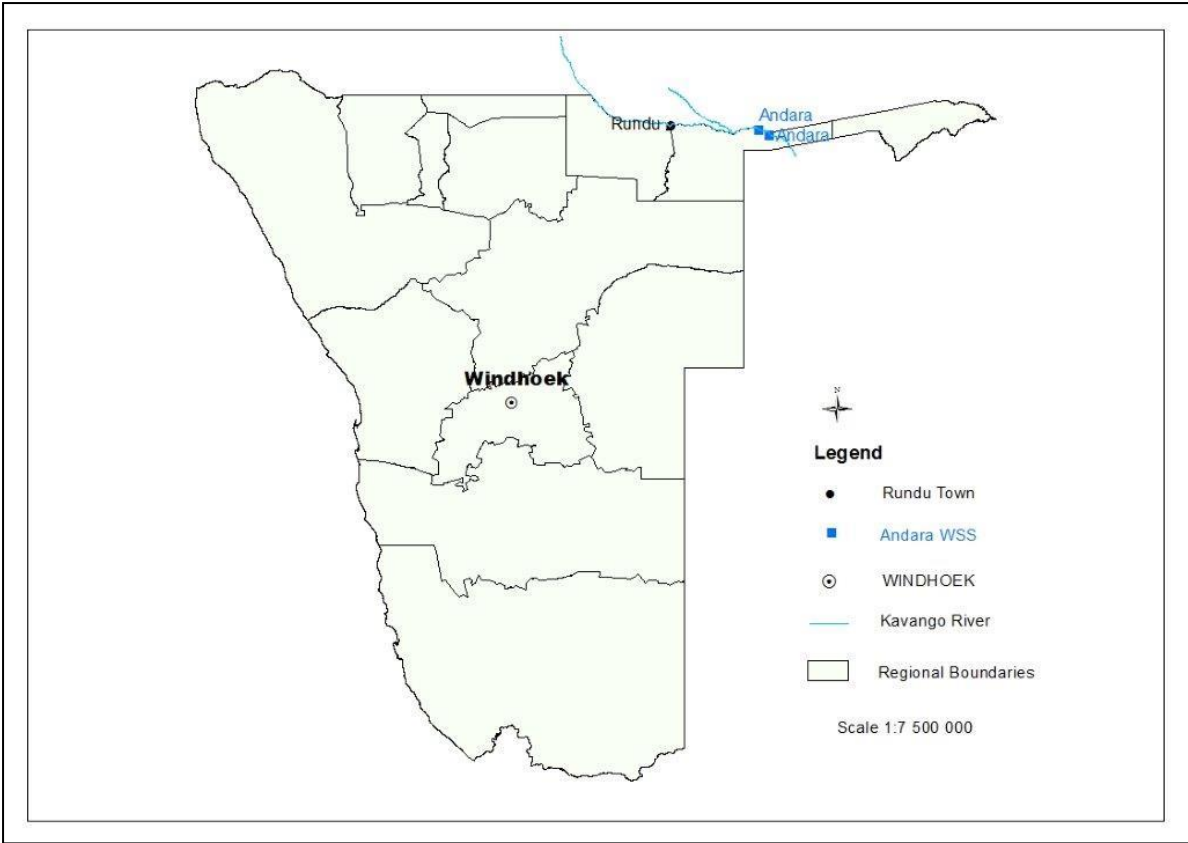 Andara
Rundu
Andara
Windhoek
N
Legend
Rundu Town
Andara WSS
WINDHOEK
Kavango River
Regional Boundaries
Scale 1:7 500 000